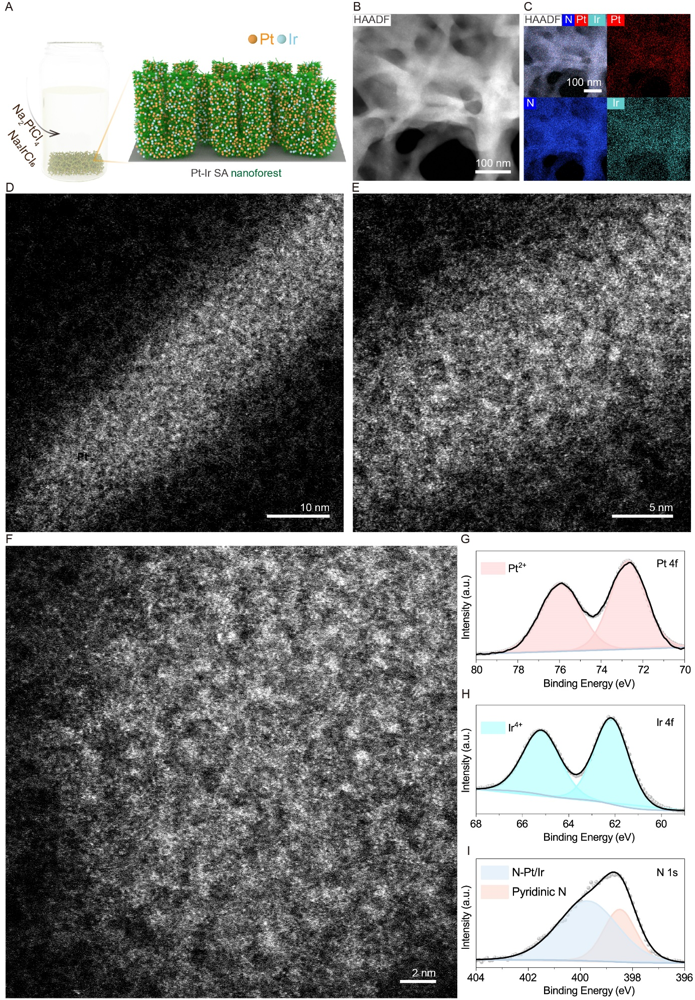 A
Pt Ir
Na₂PtCl₄
Na₂IrCl₆
Pt-Ir SA nanoforest
B
HAADF
100 nm
C
HAADF N Pt Ir
Pt
100 nm
N
Ir
D
Ir Pt
10 nm
E
5 nm
F
2 nm
G
Pt²⁺
Pt 4f
Intensity (a.u.)
80 78 76 74 72 70
Binding Energy (eV)
H
Ir⁴⁺
Ir 4f
Intensity (a.u.)
68 66 64 62 60
Binding Energy (eV)
I
N-Pt/Ir
Pyridinic N
N 1s
Intensity (a.u.)
404 402 400 398 396
Binding Energy (eV)